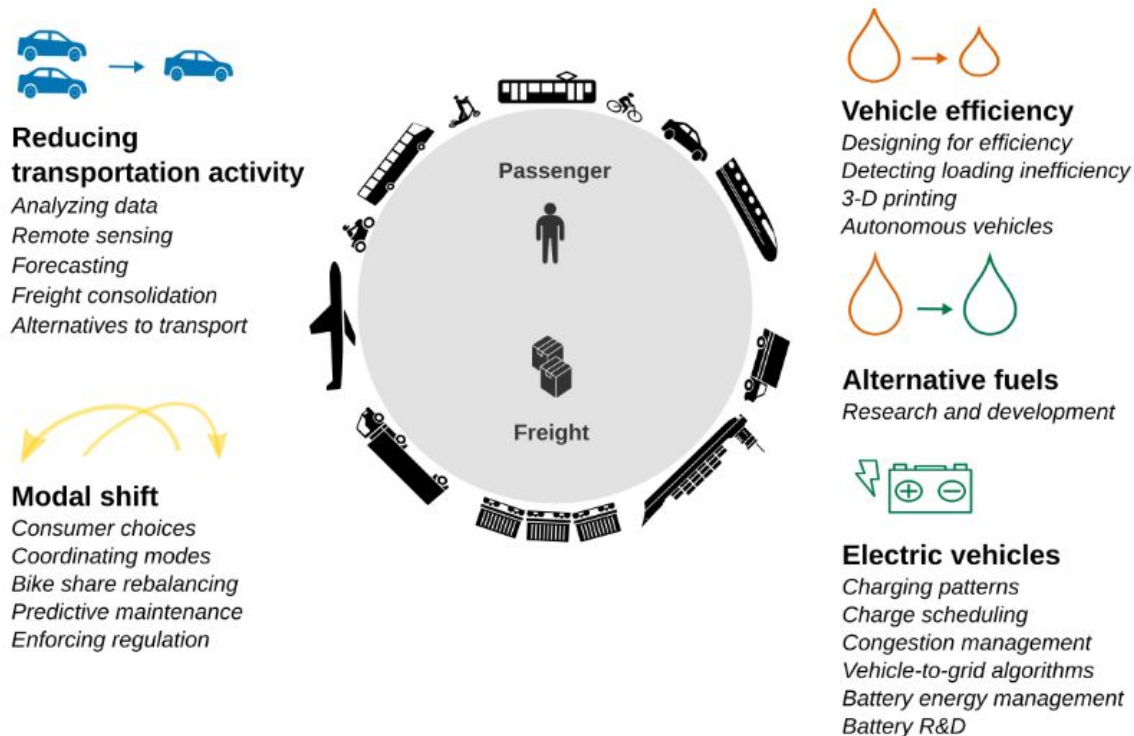 Reducing
transportation activity
Analyzing data
Remote sensing
Forecasting
Freight consolidation
Alternatives to transport
Modal shift
Consumer choices
Coordinating modes
Bike share rebalancing
Predictive maintenance
Enforcing regulation
Passenger
Freight
Vehicle efficiency
Designing for efficiency
Detecting loading inefficiency
3-D printing
Autonomous vehicles
Alternative fuels
Research and development
Electric vehicles
Charging patterns
Charge scheduling
Congestion management
Vehicle-to-grid algorithms
Battery energy management
Battery R&D